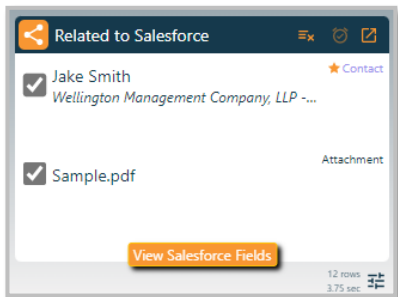 Related to Salesforce
Contact
Jake Smith
Wellington Management Company, LLP -...
Attachment
Sample.pdf
View Salesforce Fields
12 rows
3.75 sec